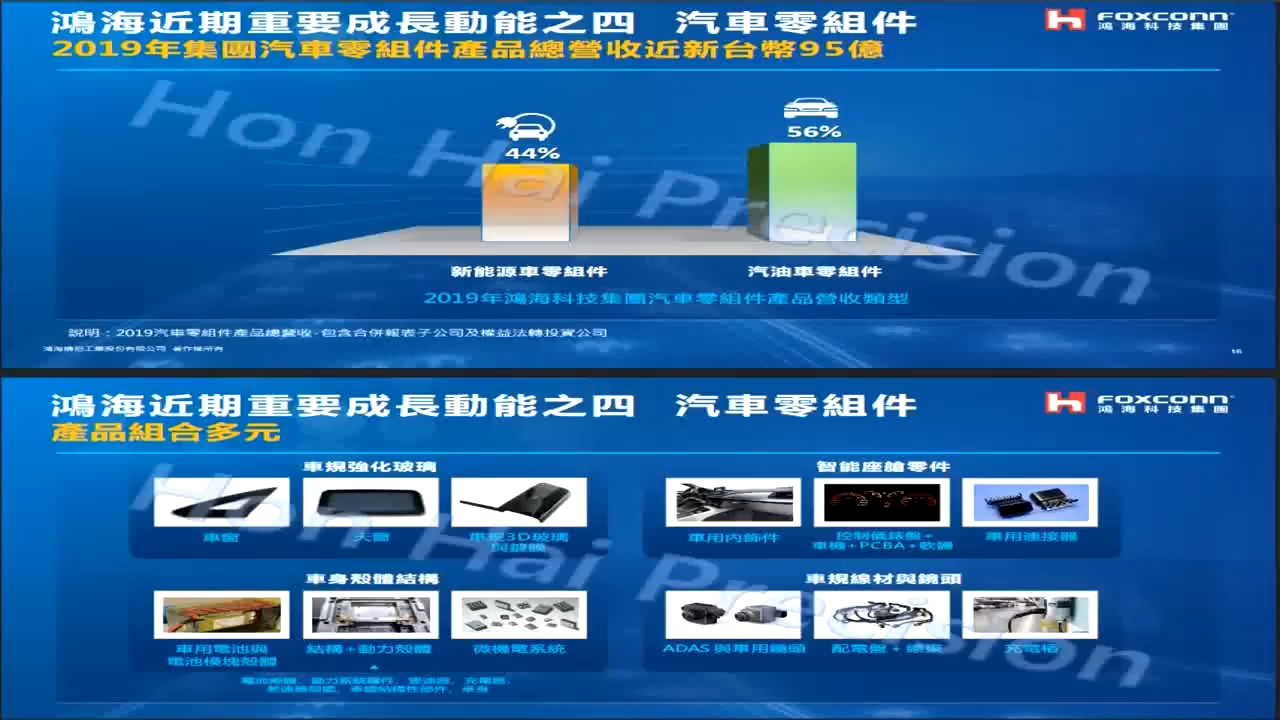 鴻海近期重要成長動能之四 汽車零組件
FOXCONN
鴻海科技集團
2019年集團汽車零組件產品總營收近新台幣95億
44%
56%
新能源車零組件
汽油車零組件
2019年鴻海科技集團汽車零組件產品營收類型
說明：2019汽車零組件產品總營收-包含合併報表子公司及權益法轉投資公司
鴻海精密工業股份有限公司 著作權所有
16
Hon Hai Precision
鴻海近期重要成長動能之四 汽車零組件
FOXCONN
鴻海科技集團
產品組合多元
車規強化玻璃
車窗
天窗
車規3D玻璃
與鏡頭
智能座艙零件
車用內飾件
控制儀錶盤+
車機+PCBA+軟體
車用連接器
車身殼體結構
車用電池與
電池模塊殼體
結構+動力殼體
微機電系統
車規線材與鏡頭
ADAS 與車用鏡頭
配電盤+線束
充電樁
Hon Hai Precision